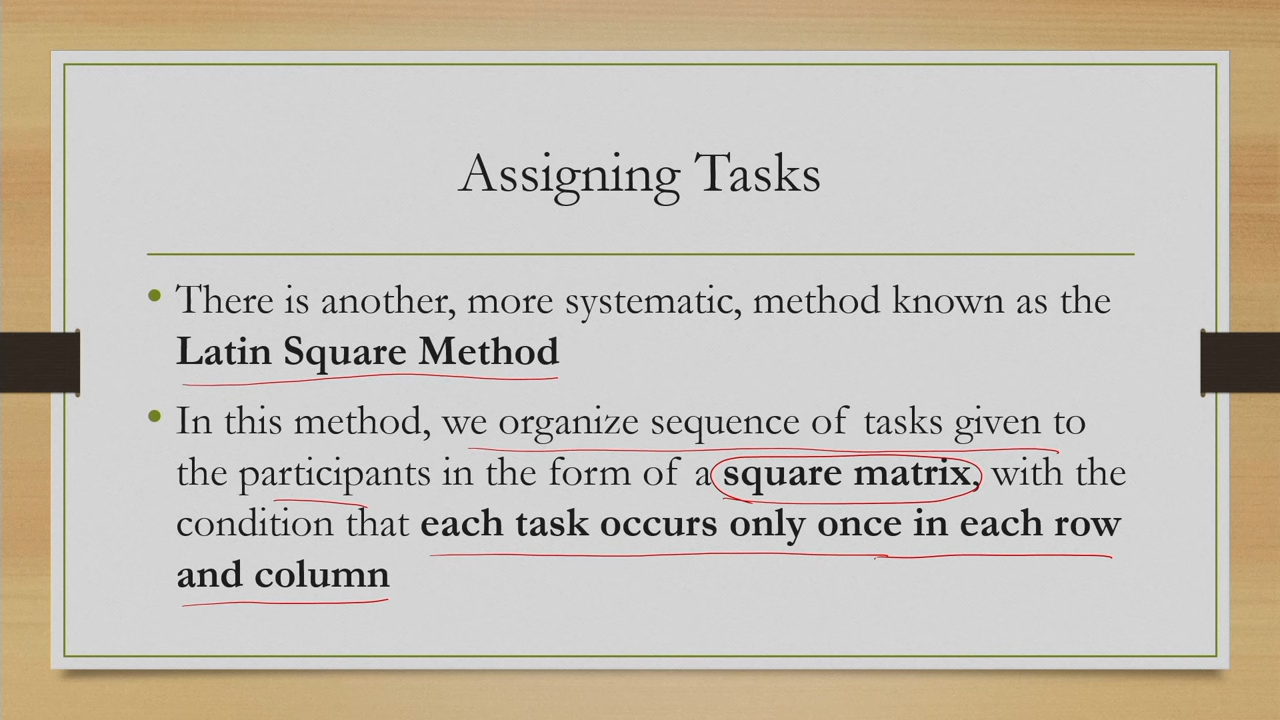 Assigning Tasks
• There is another, more systematic, method known as the
Latin Square Method
• In this method, we organize sequence of tasks given to
the participants in the form of a square matrix, with the
condition that each task occurs only once in each row
and column